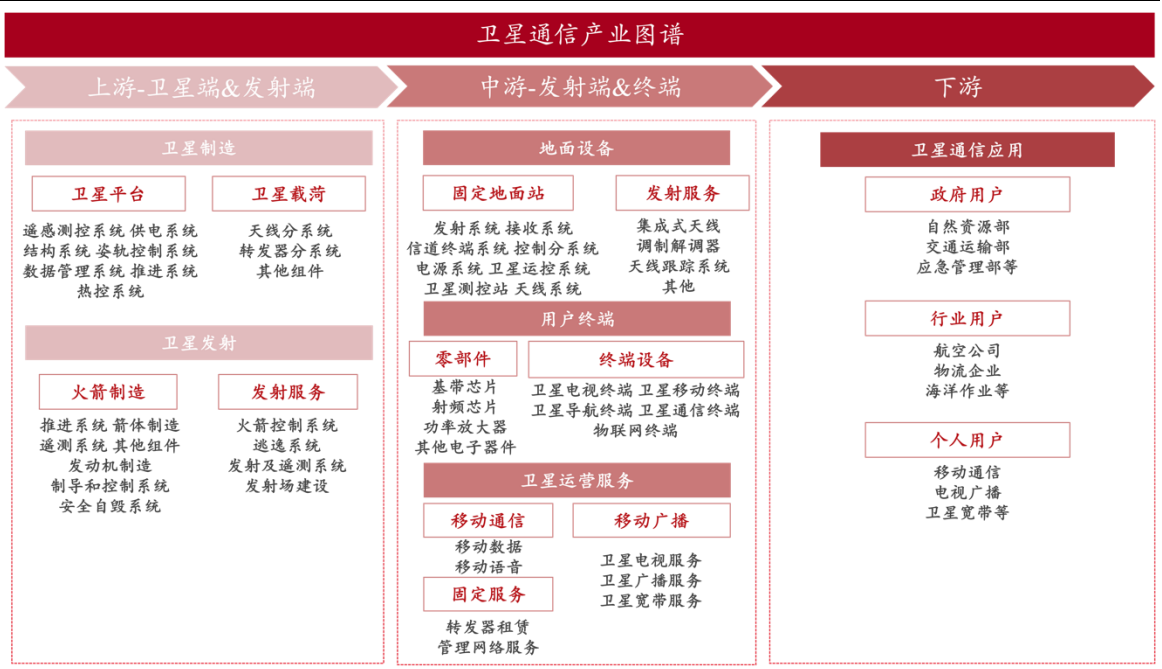 卫星通信产业图谱
上游-卫星端&发射端
中游-发射端&终端
下游
卫星制造
卫星平台
遥感测控系统 供电系统
结构系统 姿轨控制系统
数据管理系统 推进系统
热控系统
卫星载荷
天线分系统
转发器分系统
其他组件
卫星发射
火箭制造
推进系统 箭体制造
遥测系统 其他组件
发动机制造
制导和控制系统
安全自毁系统
发射服务
火箭控制系统
逃逸系统
发射及遥测系统
发射场建设
地面设备
固定地面站
发射系统 接收系统
信道终端系统 控制分系统
电源系统 卫星运控系统
卫星测控站 天线系统
发射服务
集成式天线
调制解调器
天线跟踪系统
其他
用户终端
零部件
基带芯片
射频芯片
功率放大器
其他电子器件
终端设备
卫星电视终端 卫星移动终端
卫星导航终端 卫星通信终端
物联网终端
卫星运营服务
移动通信
移动数据
移动语音
固定服务
转发器租赁
管理网络服务
移动广播
卫星电视服务
卫星广播服务
卫星宽带服务
卫星通信应用
政府用户
自然资源部
交通运输部
应急管理部等
行业用户
航空公司
物流企业
海洋作业等
个人用户
移动通信
电视广播
卫星宽带等